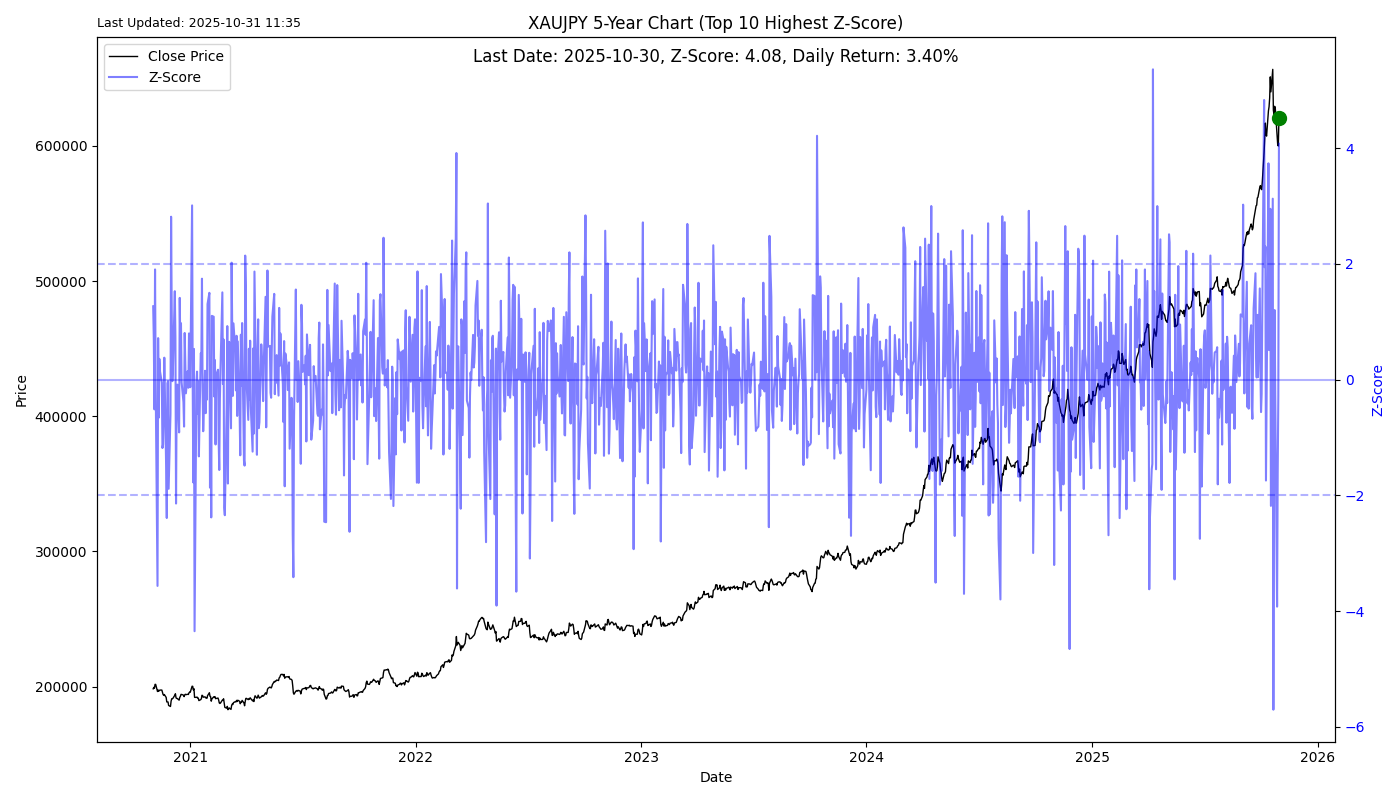 Last Updated: 2025-10-31 11:35
XAUJPY 5-Year Chart (Top 10 Highest Z-Score)
Last Date: 2025-10-30, Z-Score: 4.08, Daily Return: 3.40%
Close Price
Z-Score
600000
500000
400000
300000
200000
Price
4
2
0
−2
−4
−6
Z-Score
2021
2022
2023
2024
2025
2026
Date